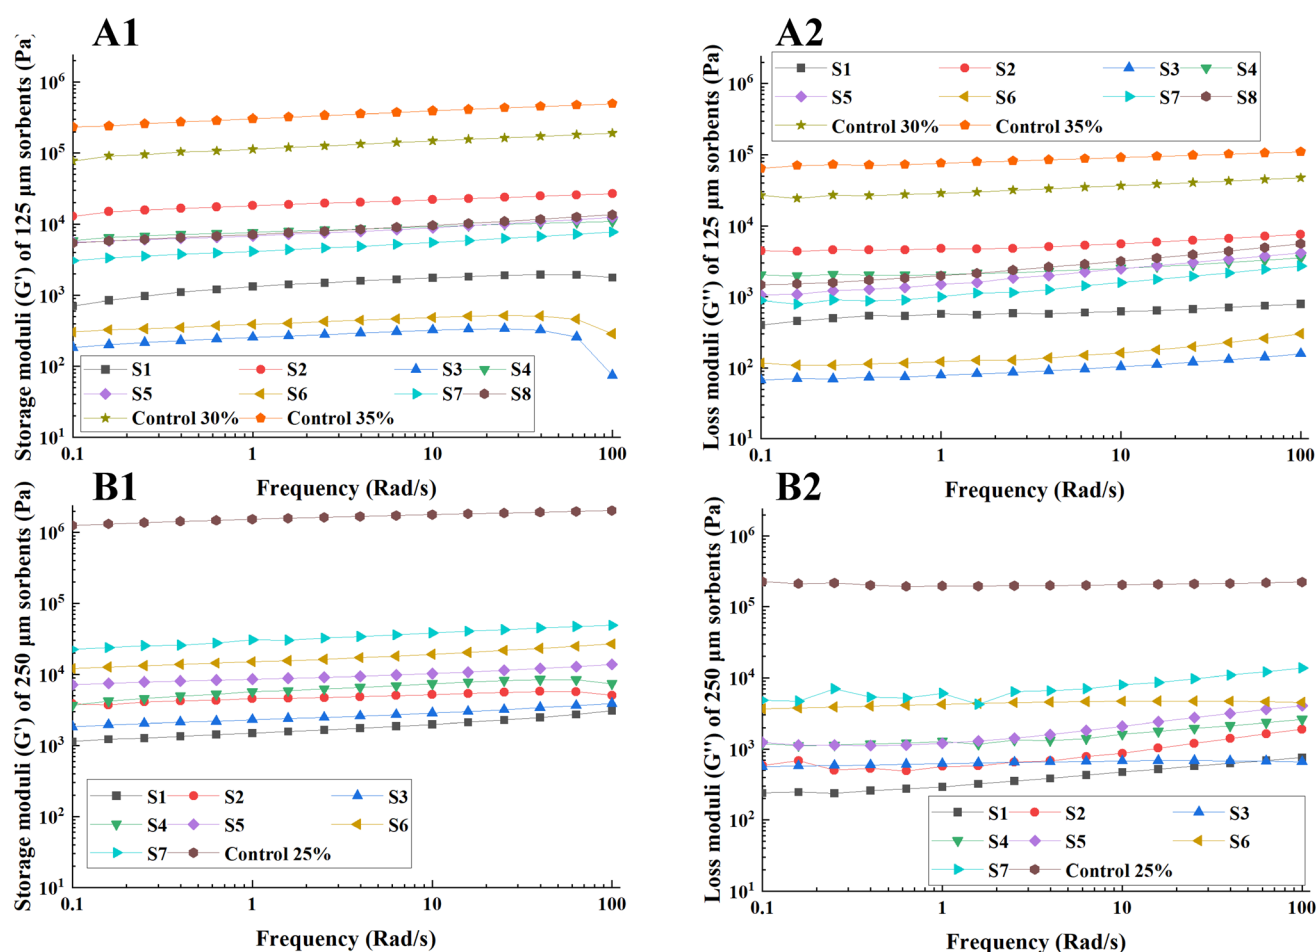 A1
Storage moduli (G') of 125 μm sorbents (Pa)
10⁶
10⁵
10⁴
10³
10²
10¹
0.1 1 10 100
S1 S2 S3 S4
S5 S6 S7 S8
Control 30% Control 35%
Frequency (Rad/s)
A2
Loss moduli (G'') of 125 μm sorbents (Pa)
S1 S2 S3 S4
S5 S6 S7 S8
Control 30% Control 35%
10⁶
10⁵
10⁴
10³
10²
10¹
0.1 1 10 100
Frequency (Rad/s)
B1
Storage moduli (G') of 250 μm sorbents (Pa)
10⁶
10⁵
10⁴
10³
10²
10¹
S1 S2 S3
S4 S5 S6
S7 Control 25%
0.1 1 10 100
Frequency (Rad/s)
B2
Loss moduli (G'') of 250 μm sorbents (Pa)
10⁶
10⁵
10⁴
10³
10²
10¹
S1 S2 S3
S4 S5 S6
S7 Control 25%
0.1 1 10 100
Frequency (Rad/s)